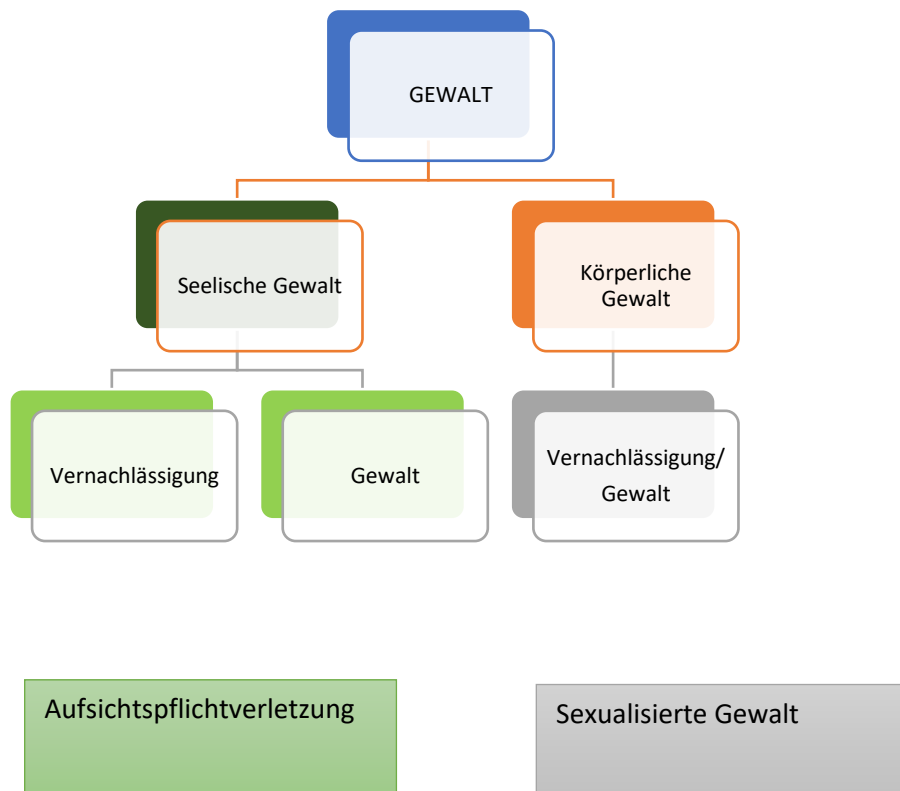 GEWALT
Seelische Gewalt
Körperliche
Gewalt
Vernachlässigung
Gewalt
Vernachlässigung/
Gewalt
Aufsichtspflichtverletzung
Sexualisierte Gewalt